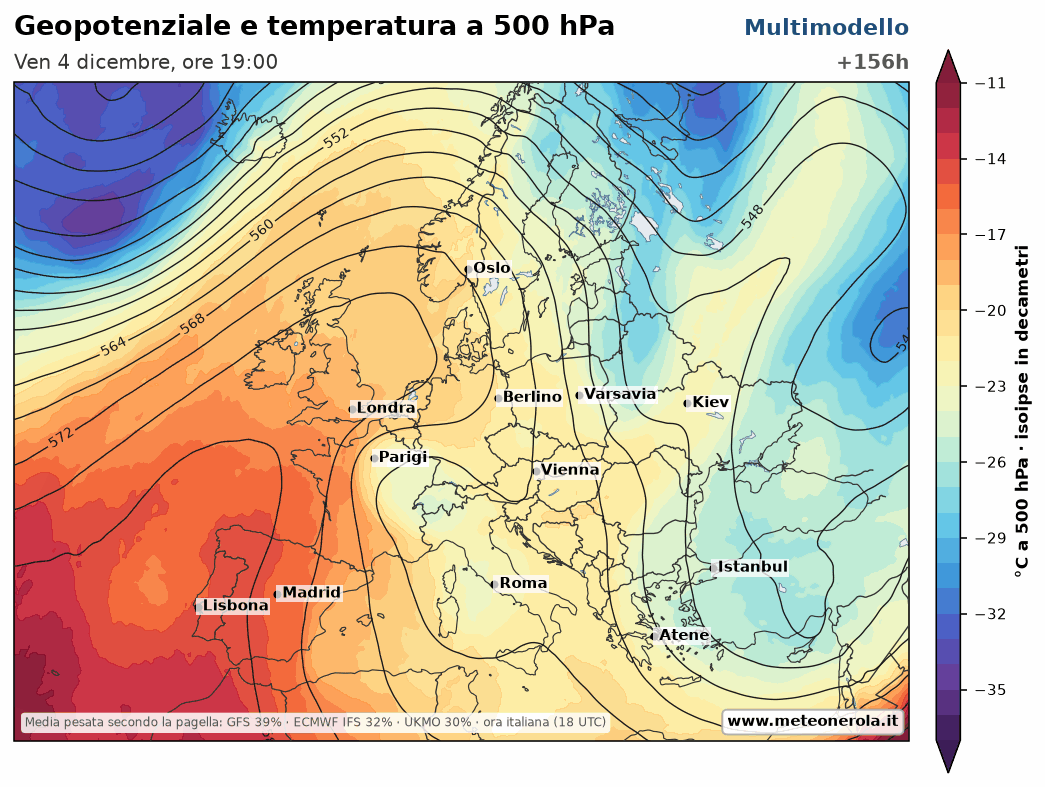 Geopotenziale e temperatura a 500 hPa
Multimodello
Ven 4 dicembre, ore 19:00
+156h
552
560
548
568
564
572
Oslo
Londra
Berlino
Varsavia
Kiev
Parigi
Vienna
Istanbul
Roma
Madrid
Lisbona
Atene
−11
−14
−17
−20
−23
−26
−29
−32
−35
°C a 500 hPa · isoipse in decametri
Media pesata secondo la pagella: GFS 39% · ECMWF IFS 32% · UKMO 30% · ora italiana (18 UTC)
www.meteonerola.it